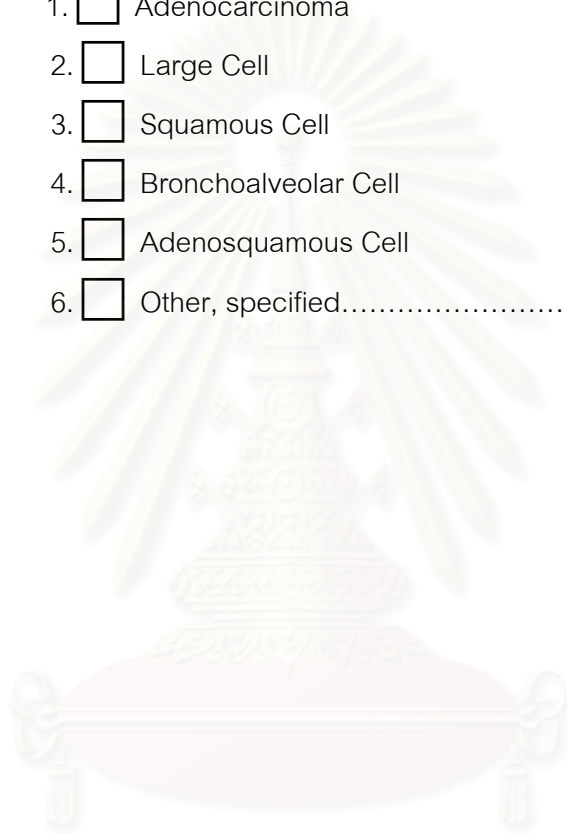 1. Adenocarcinoma
2. Large Cell
3. Squamous Cell
4. Bronchoalveolar Cell
5. Adenosquamous Cell
6. Other, specified........................